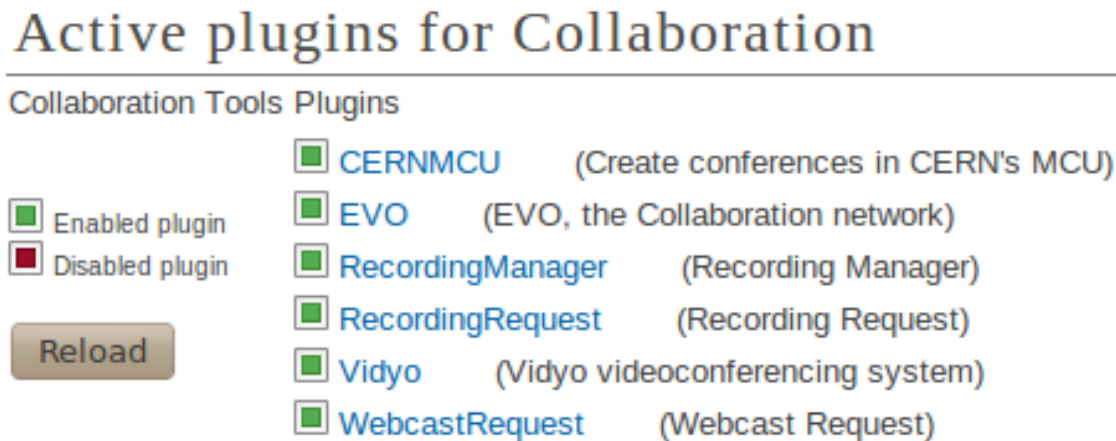 Active plugins for Collaboration
Collaboration Tools Plugins
CERNMCU (Create conferences in CERN's MCU)
EVO (EVO, the Collaboration network)
RecordingManager (Recording Manager)
RecordingRequest (Recording Request)
Vidyo (Vidyo videoconferencing system)
WebcastRequest (Webcast Request)
Enabled plugin
Disabled plugin
Reload